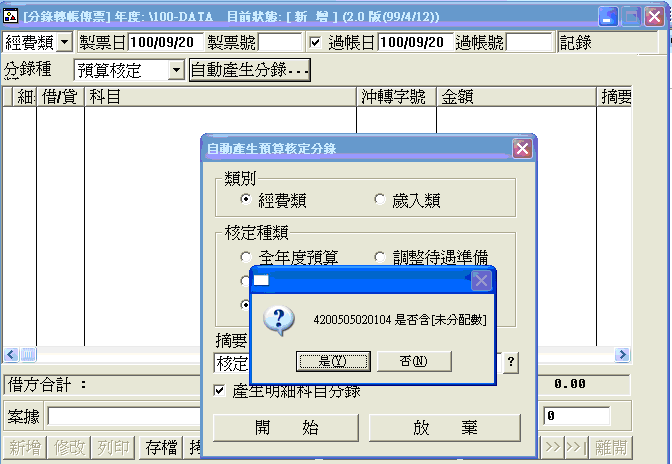 [分錄轉帳傳票] 年度: \100-DATA 目前狀態: [ 新 增 ] (2.0 版(99/4/12))
經費類 製票日 100/09/20 製票號 過帳日 100/09/20 過帳號 記錄
分錄種 預算核定 自動產生分錄...
細 借/貸 科目 沖轉字號 金額 摘要
自動產生預算核定分錄
類別
經費類 歲入類
核定種類
全年度預算 調整待遇準備
4200505020104 是否含[未分配數]
是(Y) 否(N)
摘要
核定 ?
產生明細科目分錄
開 始 放 棄
借方合計 : 0.00
案據 0
新增 修改 列印 存檔 >> >>| 離開